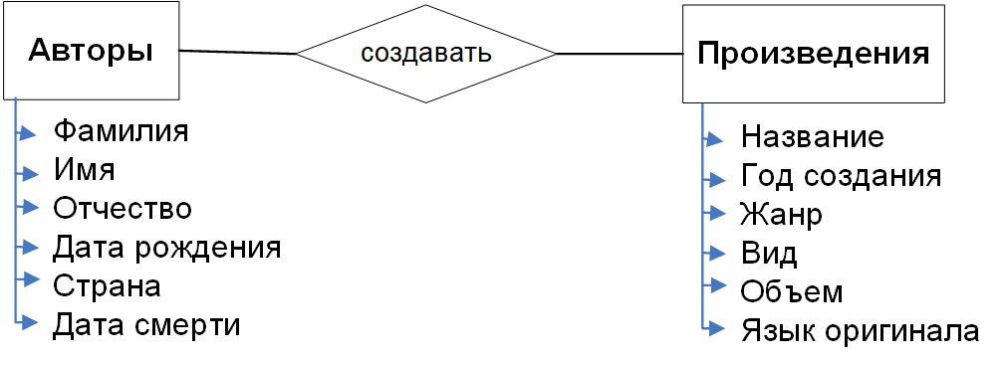 Авторы
создавать
Произведения
Фамилия
Имя
Отчество
Дата рождения
Страна
Дата смерти
Название
Год создания
Жанр
Вид
Объем
Язык оригинала